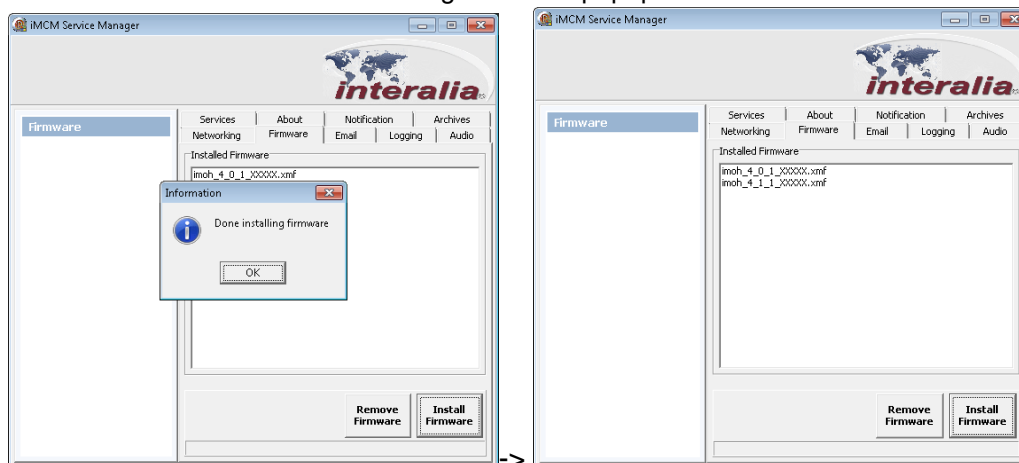 iMCM Service Manager
interalia
Firmware
Services About Notification Archives
Networking Firmware Email Logging Audio
Installed Firmware
imoh_4_0_1_XXXXX.xmf
Information
Done installing firmware
OK
Remove Firmware
Install Firmware
->
iMCM Service Manager
interalia
Firmware
Services About Notification Archives
Networking Firmware Email Logging Audio
Installed Firmware
imoh_4_0_1_XXXXX.xmf
imoh_4_1_1_XXXXX.xmf
Remove Firmware
Install Firmware